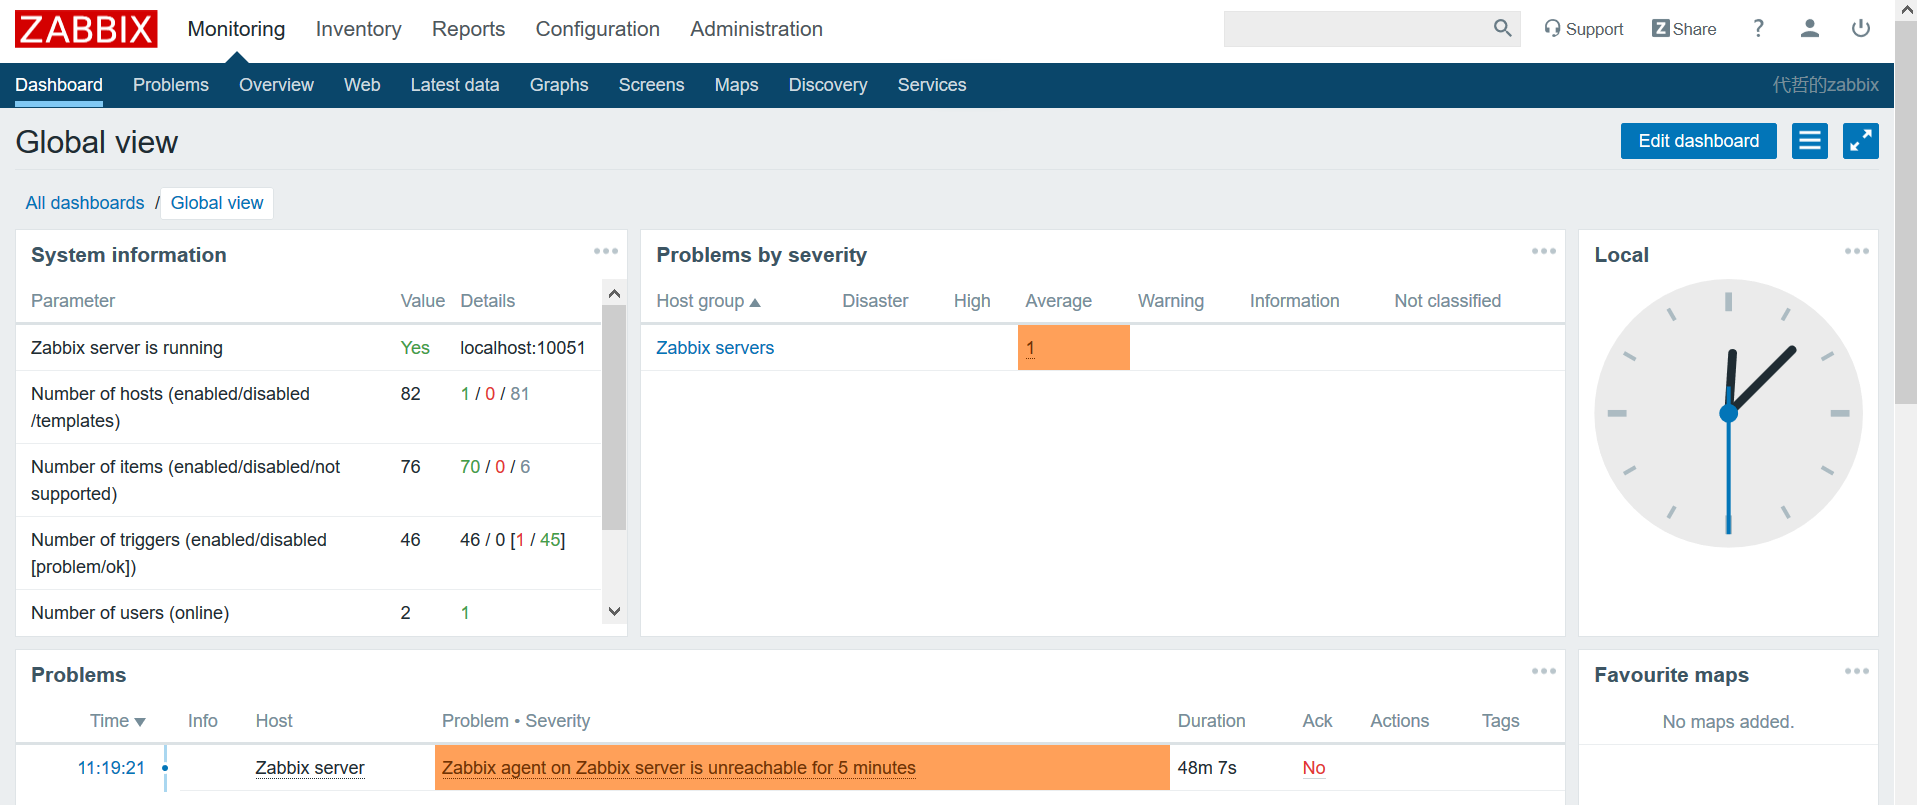 ZABBIX Monitoring Inventory Reports Configuration Administration Support Z Share ?
Dashboard Problems Overview Web Latest data Graphs Screens Maps Discovery Services 代哲的zabbix
Global view Edit dashboard
All dashboards / Global view
System information
Parameter Value Details
Zabbix server is running Yes localhost:10051
Number of hosts (enabled/disabled 82 1 / 0 / 81
/templates)
Number of items (enabled/disabled/not 76 70 / 0 / 6
supported)
Number of triggers (enabled/disabled 46 46 / 0 [1 / 45]
[problem/ok])
Number of users (online) 2 1
Problems by severity
Host group Disaster High Average Warning Information Not classified
Zabbix servers 1
Local
Problems
Time Info Host Problem • Severity Duration Ack Actions Tags
11:19:21 Zabbix server Zabbix agent on Zabbix server is unreachable for 5 minutes 48m 7s No
Favourite maps
No maps added.